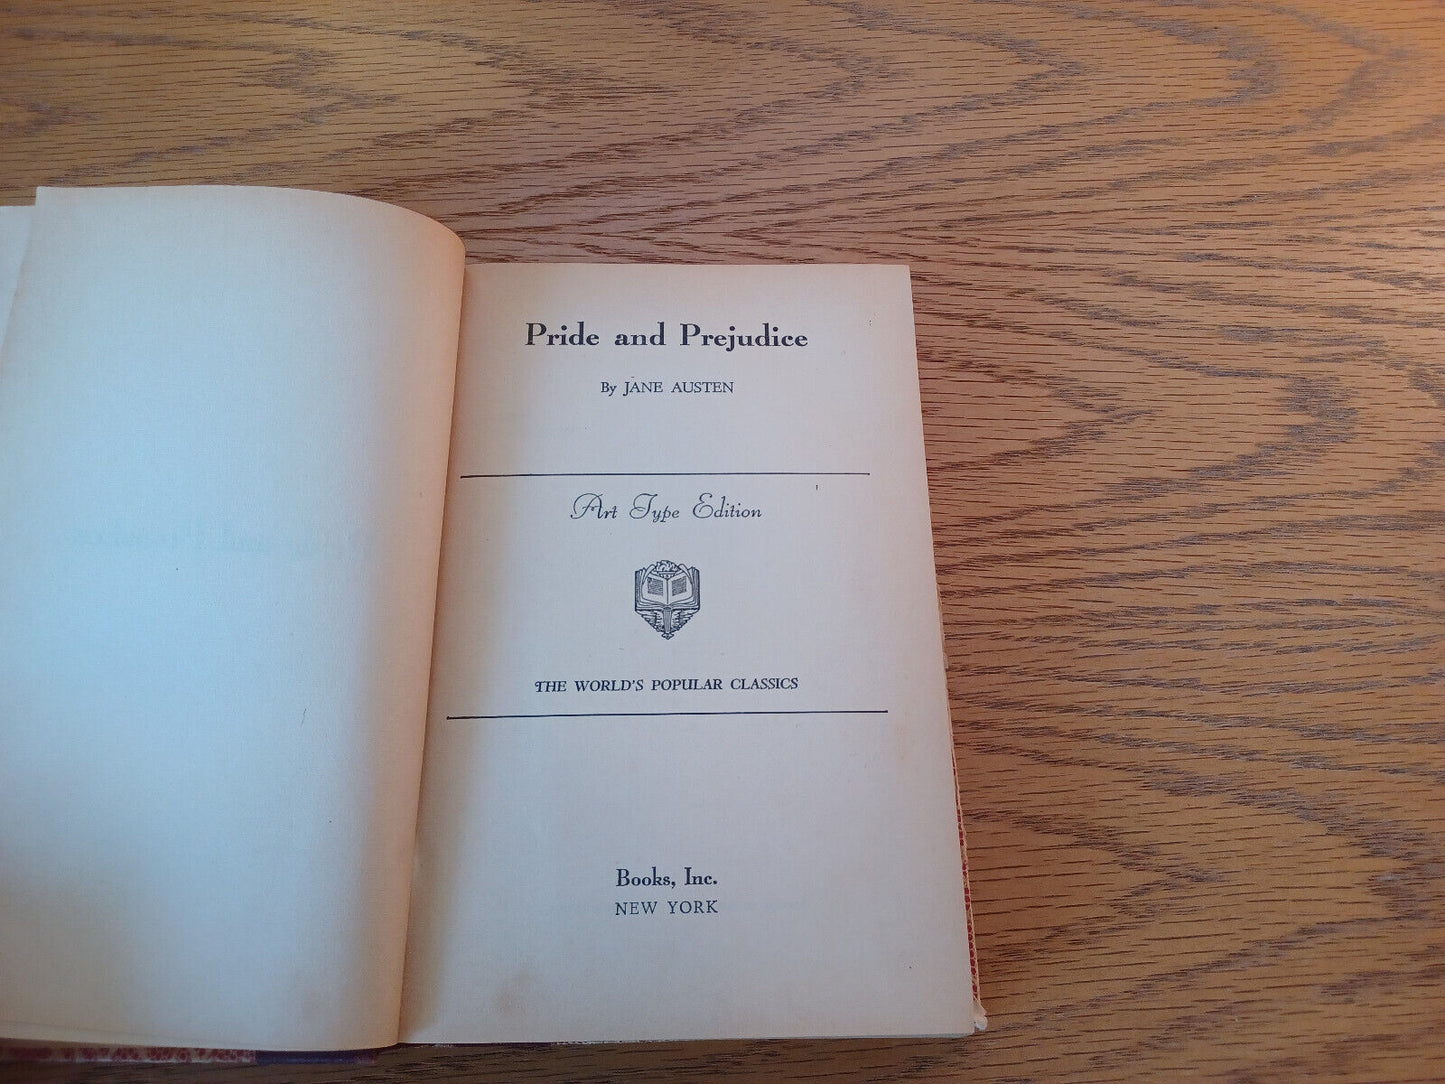 Pride and Prejudice
By JANE AUSTEN
Art Type Edition
THE WORLD'S POPULAR CLASSICS
Books, Inc.
NEW YORK